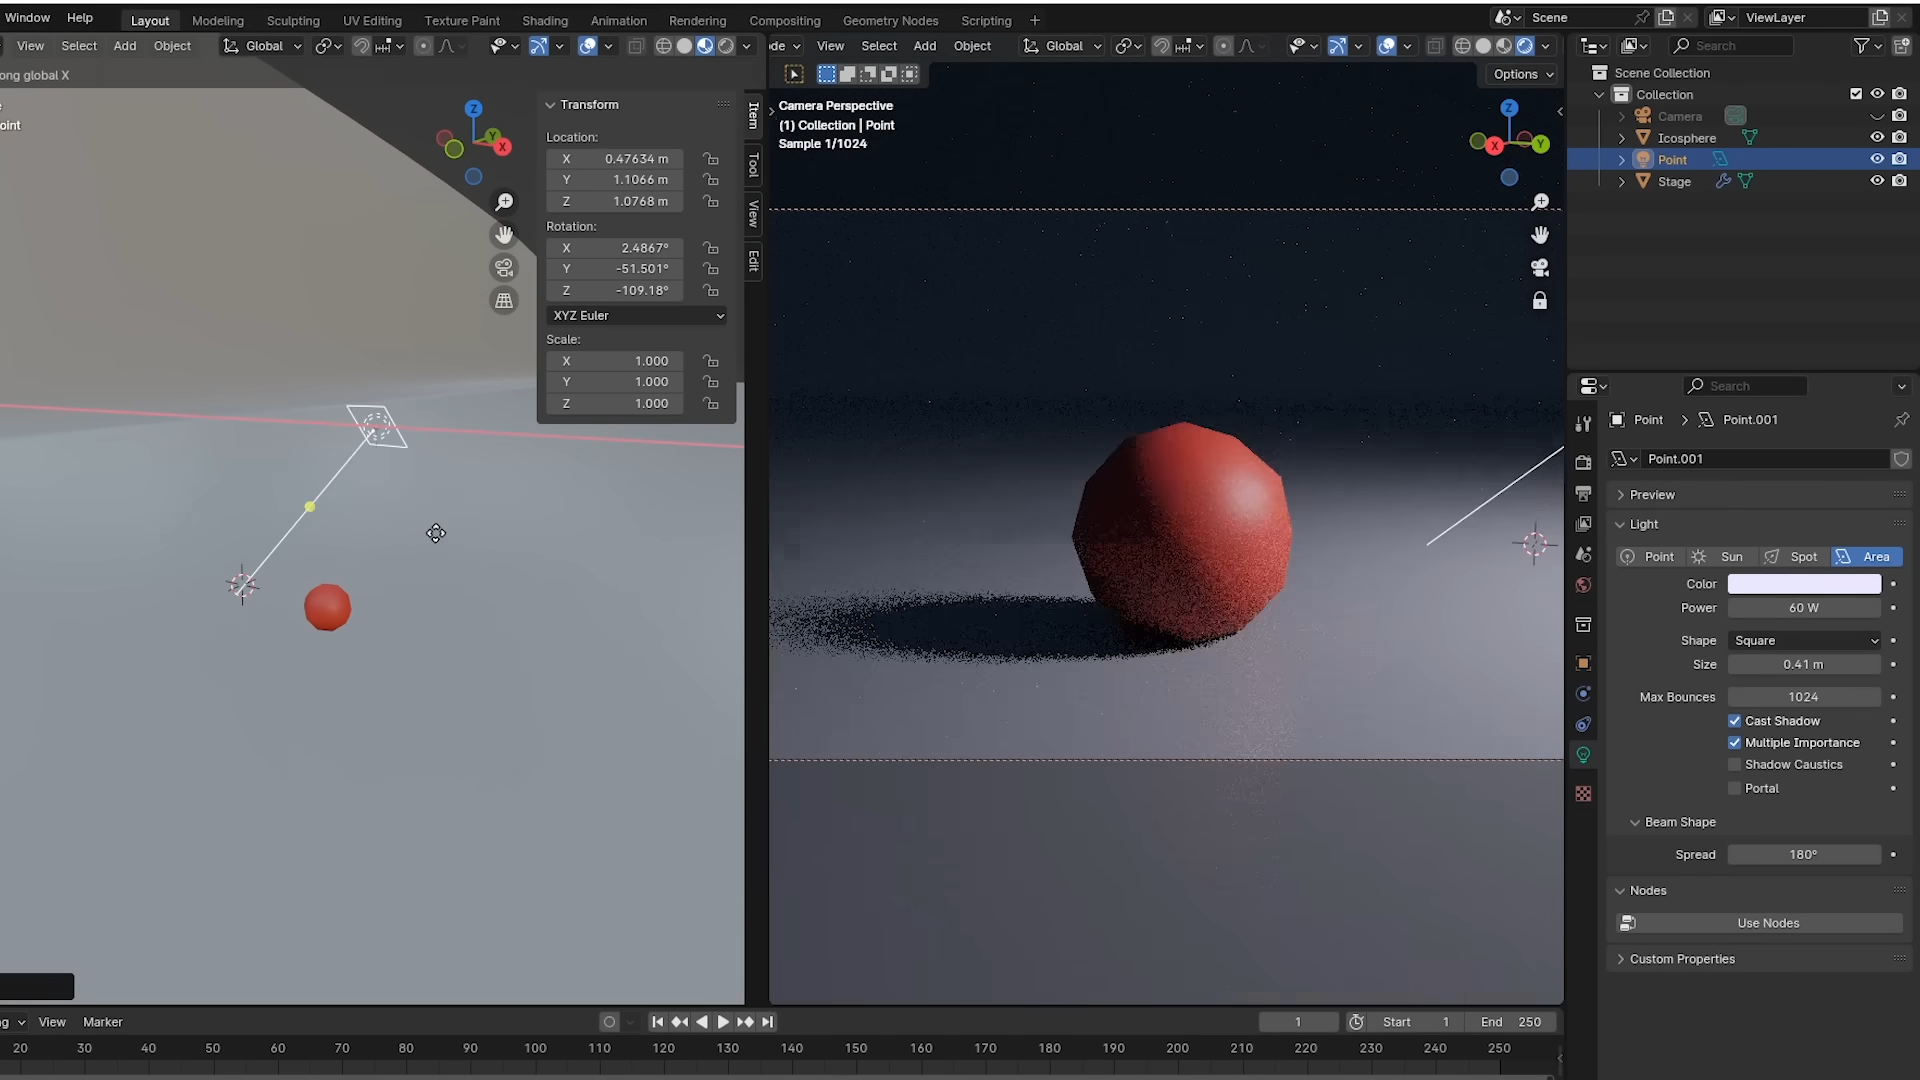 Window Help Layout Modeling Sculpting UV Editing Texture Paint Shading Animation Rendering Compositing Geometry Nodes Scripting + Scene ViewLayer
View Select Add Object Global
ong global X
oint
Transform
Location:
X 0.47634 m
Y 1.1066 m
Z 1.0768 m
Rotation:
X 2.4867°
Y -51.501°
Z -109.18°
XYZ Euler
Scale:
X 1.000
Y 1.000
Z 1.000
Item
Tool
View
Edit
Z
Y
X
de View Select Add Object Global
Options
Camera Perspective
(1) Collection | Point
Sample 1/1024
Z
X
Y
Search
Scene Collection
Collection
Camera
Icosphere
Point
Stage
Search
Point > Point.001
Point.001
Preview
Light
Point Sun Spot Area
Color
Power 60 W
Shape Square
Size 0.41 m
Max Bounces 1024
Cast Shadow
Multiple Importance
Shadow Caustics
Portal
Beam Shape
Spread 180°
Nodes
Use Nodes
Custom Properties
g View Marker 1 Start 1 End 250
20 30 40 50 60 70 80 90 100 110 120 130 140 150 160 170 180 190 200 210 220 230 240 250